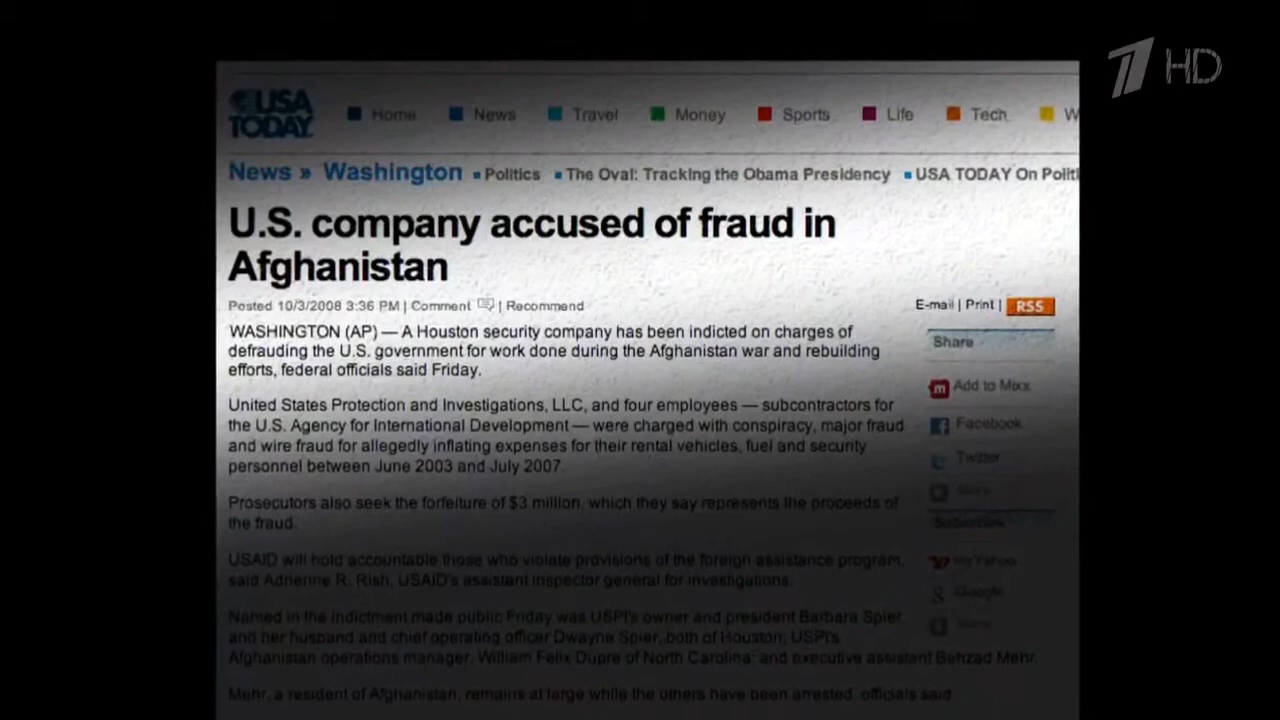 1 HD
USA
TODAY
Home News Travel Money Sports Life Tech W
News » Washington ▪ Politics ▪ The Oval: Tracking the Obama Presidency ▪ USA TODAY On Politi
U.S. company accused of fraud in
Afghanistan
Posted 10/3/2008 3:36 PM | Comment | Recommend
E-mail | Print | RSS
WASHINGTON (AP) — A Houston security company has been indicted on charges of
defrauding the U.S. government for work done during the Afghanistan war and rebuilding
efforts, federal officials said Friday.
United States Protection and Investigations, LLC, and four employees — subcontractors for
the U.S. Agency for International Development — were charged with conspiracy, major fraud
and wire fraud for allegedly inflating expenses for their rental vehicles, fuel and security
personnel between June 2003 and July 2007.
Prosecutors also seek the forfeiture of $3 million, which they say represents the proceeds of
the fraud.
USAID will hold accountable those who violate provisions of the foreign assistance program,
said Adrienne R. Rish, USAID's assistant inspector general for investigations.
Named in the indictment made public Friday was USPI's owner and president Barbara Spier
and her husband and chief operating officer Dwayne Spier, both of Houston; USPI's
Afghanistan operations manager, William Felix Dupre of North Carolina; and executive assistant Behzad Mehr.
Mehr, a resident of Afghanistan, remains at large while the others have been arrested, officials said
Share
Add to Mixx
Facebook
Twitter
More
Subscribe
myYahoo
Google
More